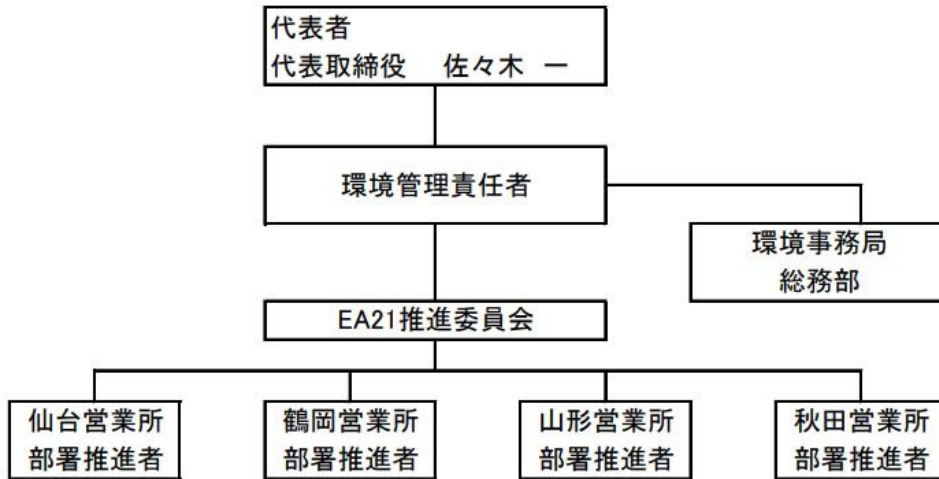 代表者
代表取締役　佐々木　一
環境管理責任者
環境事務局
総務部
EA21推進委員会
仙台営業所
部署推進者
鶴岡営業所
部署推進者
山形営業所
部署推進者
秋田営業所
部署推進者